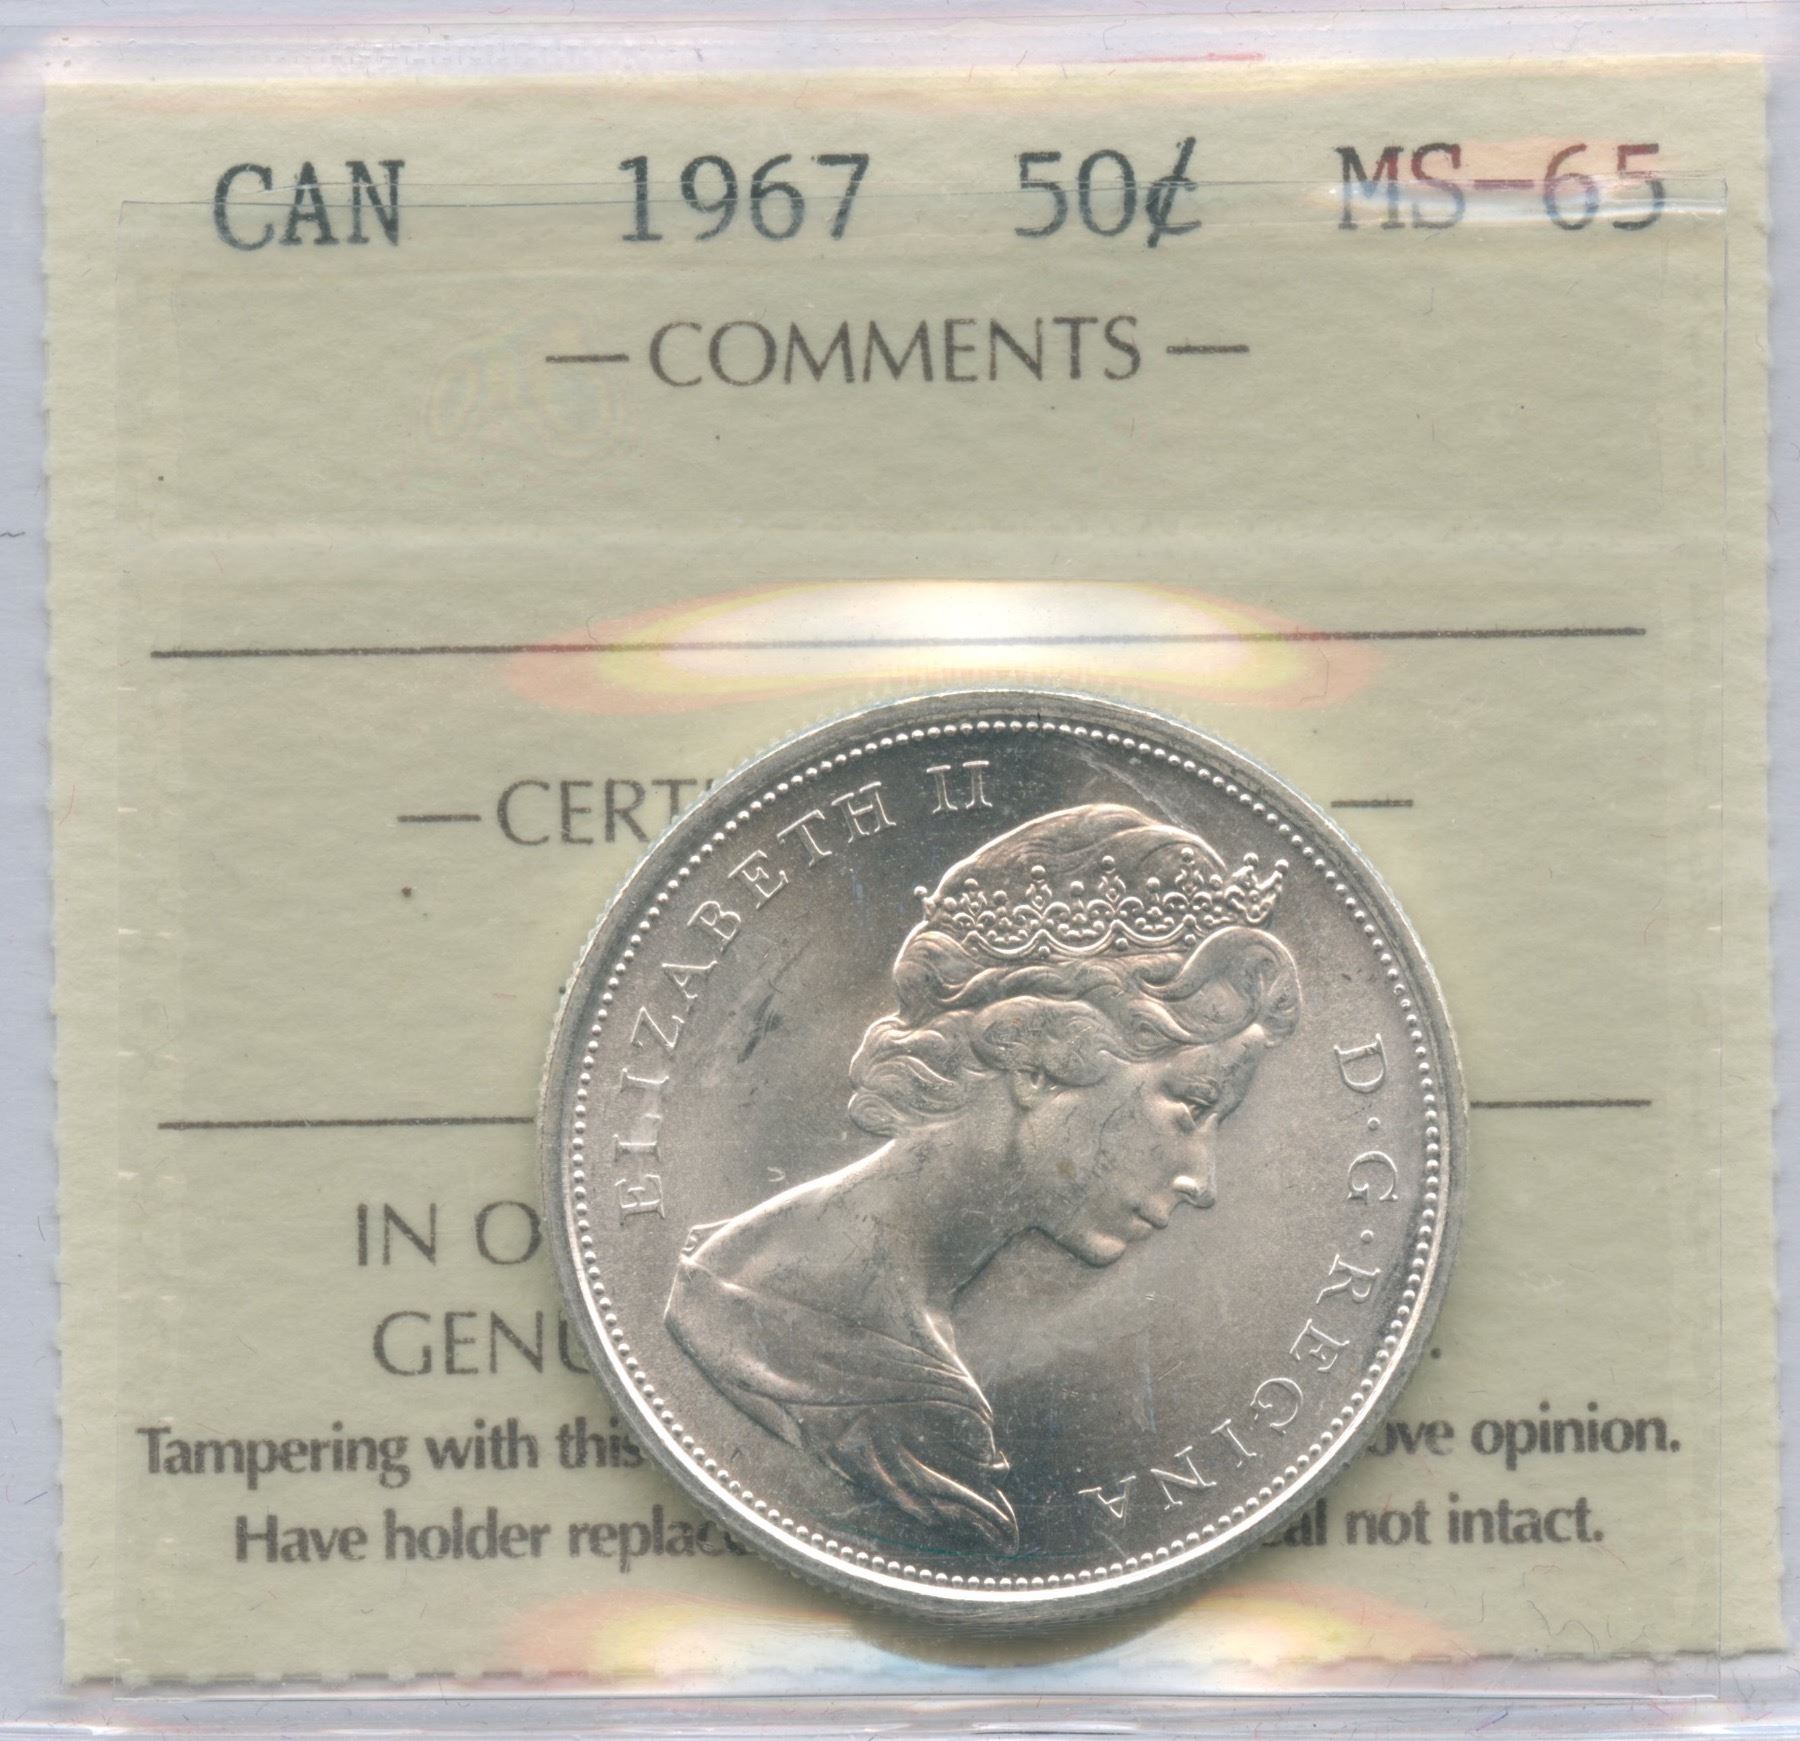 CAN 1967 50¢ MS-65
— COMMENTS —
— CERT —
ELIZABETH II D·G·REGINA
IN O
GENU .
Tampering with this ove opinion.
Have holder replac al not intact.